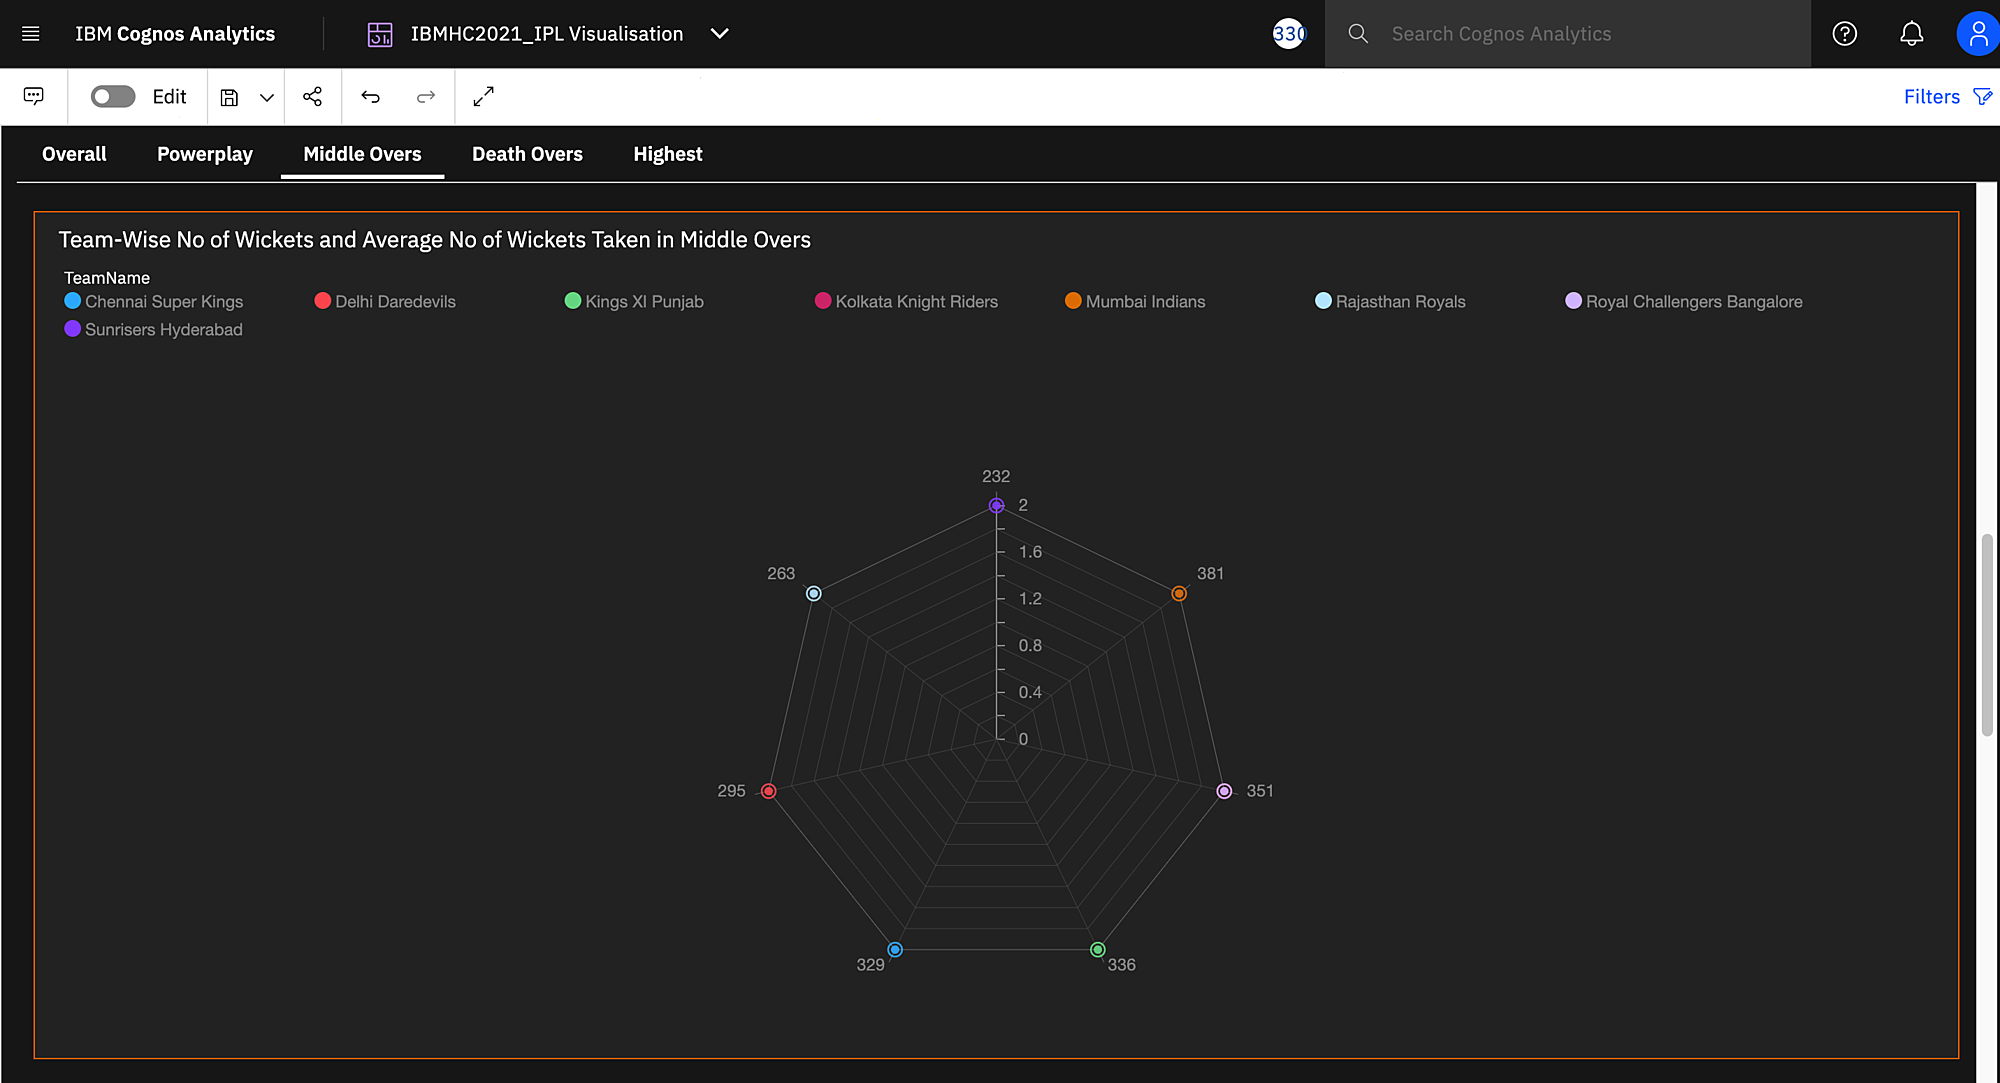 IBM Cognos Analytics
IBMHC2021_IPL Visualisation
330
Search Cognos Analytics
Edit
Filters
Overall
Powerplay
Middle Overs
Death Overs
Highest
Team-Wise No of Wickets and Average No of Wickets Taken in Middle Overs
TeamName
Chennai Super Kings
Delhi Daredevils
Kings XI Punjab
Kolkata Knight Riders
Mumbai Indians
Rajasthan Royals
Royal Challengers Bangalore
Sunrisers Hyderabad
232
2
1.6
263
381
1.2
0.8
0.4
0
295
351
329
336